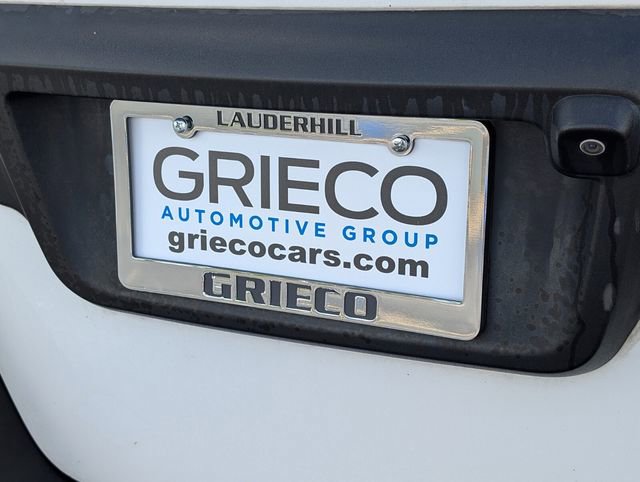 LAUDERHILL
GRIECO
AUTOMOTIVE GROUP
griecocars.com
GRIECO